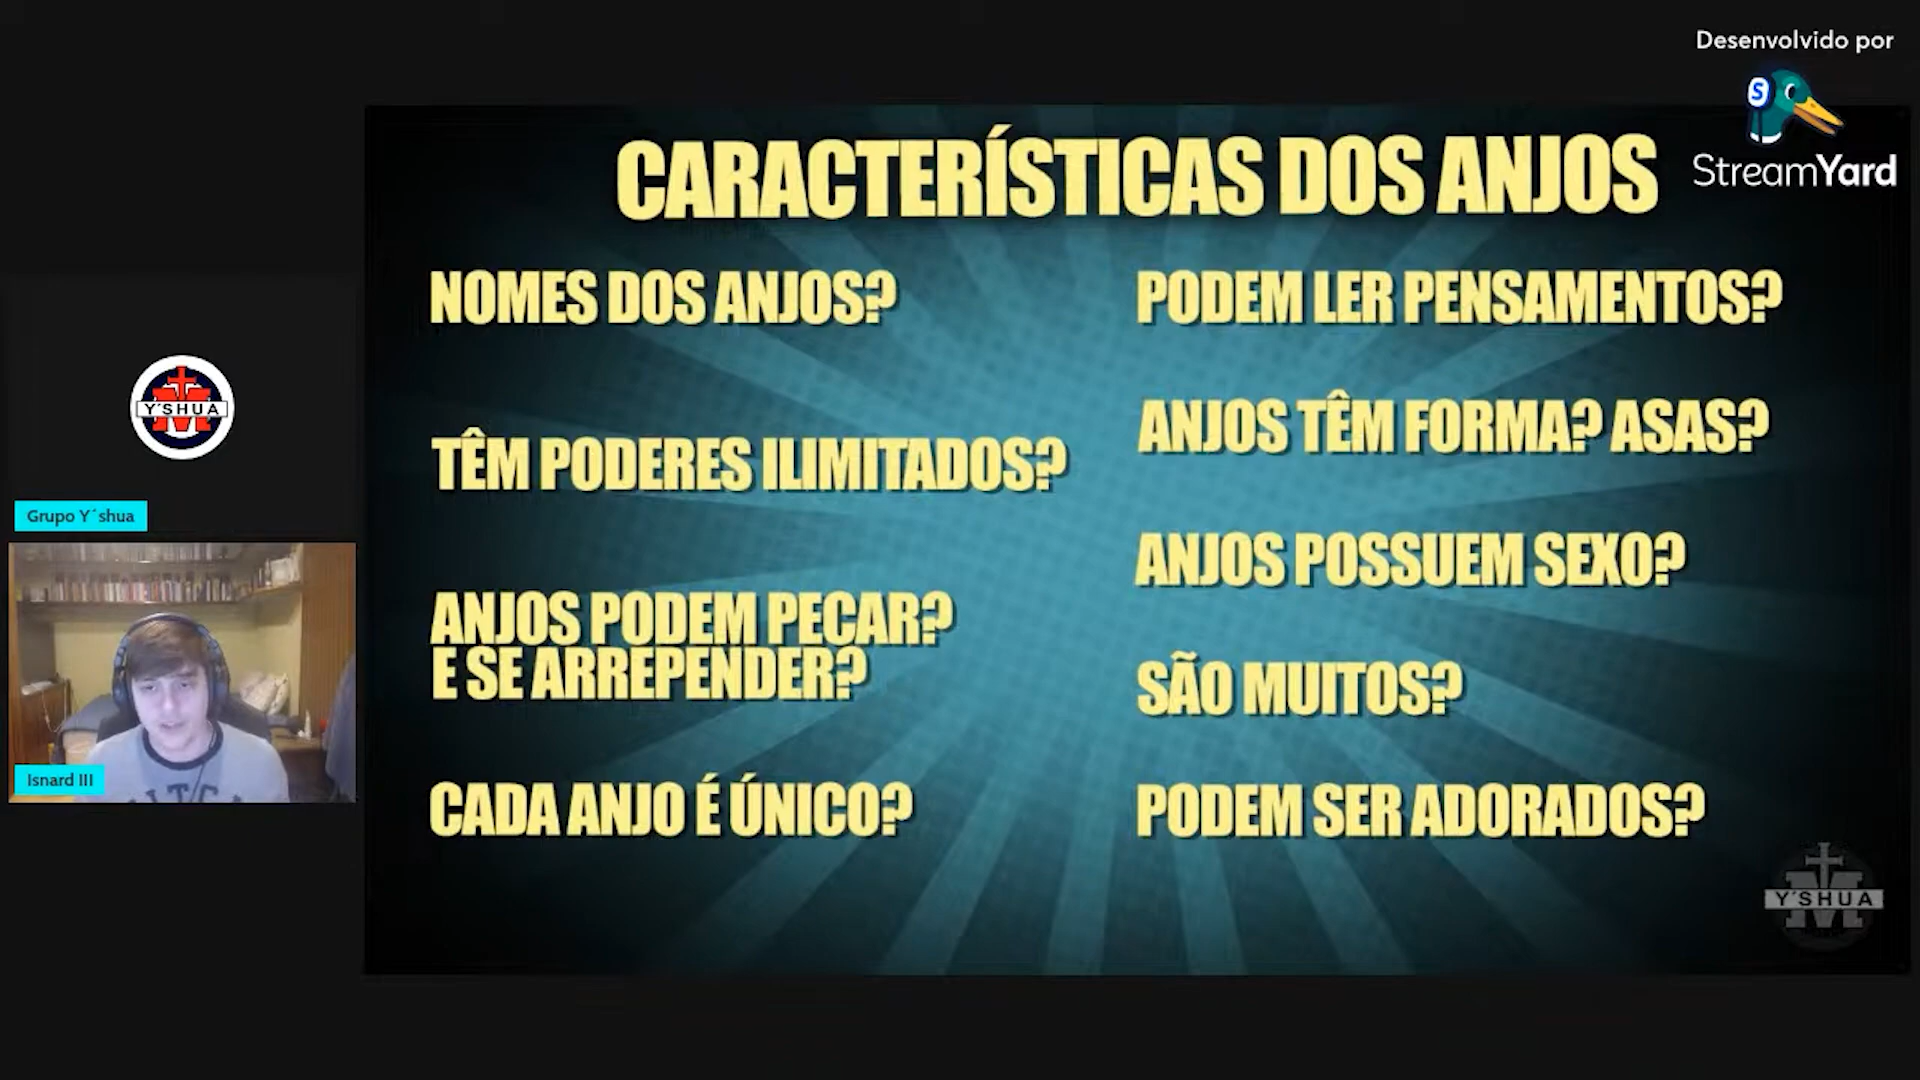 Desenvolvido por
StreamYard
CARACTERÍSTICAS DOS ANJOS
NOMES DOS ANJOS?
TÊM PODERES ILIMITADOS?
ANJOS PODEM PECAR?
E SE ARREPENDER?
CADA ANJO É ÚNICO?
PODEM LER PENSAMENTOS?
ANJOS TÊM FORMA? ASAS?
ANJOS POSSUEM SEXO?
SÃO MUITOS?
PODEM SER ADORADOS?
Y'SHUA
Y'SHUA
Grupo Y´shua
Isnard III